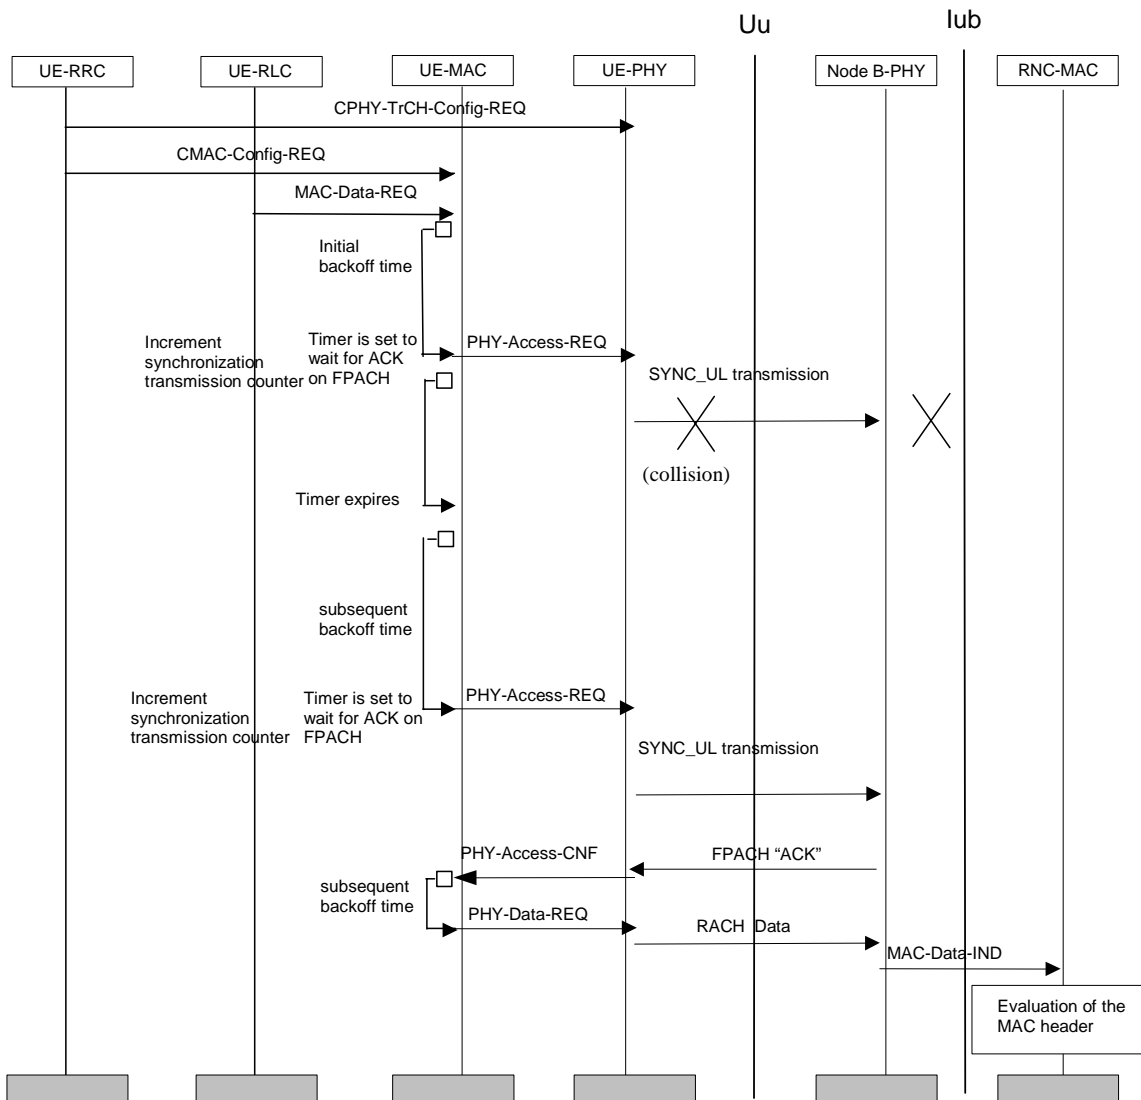 Uu
Iub
UE-RRC
UE-RLC
UE-MAC
UE-PHY
Node B-PHY
RNC-MAC
CPHY-TrCH-Config-REQ
CMAC-Config-REQ
MAC-Data-REQ
Initial
backoff time
Increment
synchronization
transmission counter
Timer is set to
wait for ACK
on FPACH
PHY-Access-REQ
SYNC_UL transmission
(collision)
Timer expires
subsequent
backoff time
Increment
synchronization
transmission counter
Timer is set to
wait for ACK on
FPACH
PHY-Access-REQ
SYNC_UL transmission
PHY-Access-CNF
FPACH “ACK”
subsequent
backoff time
PHY-Data-REQ
RACH Data
MAC-Data-IND
Evaluation of the
MAC header